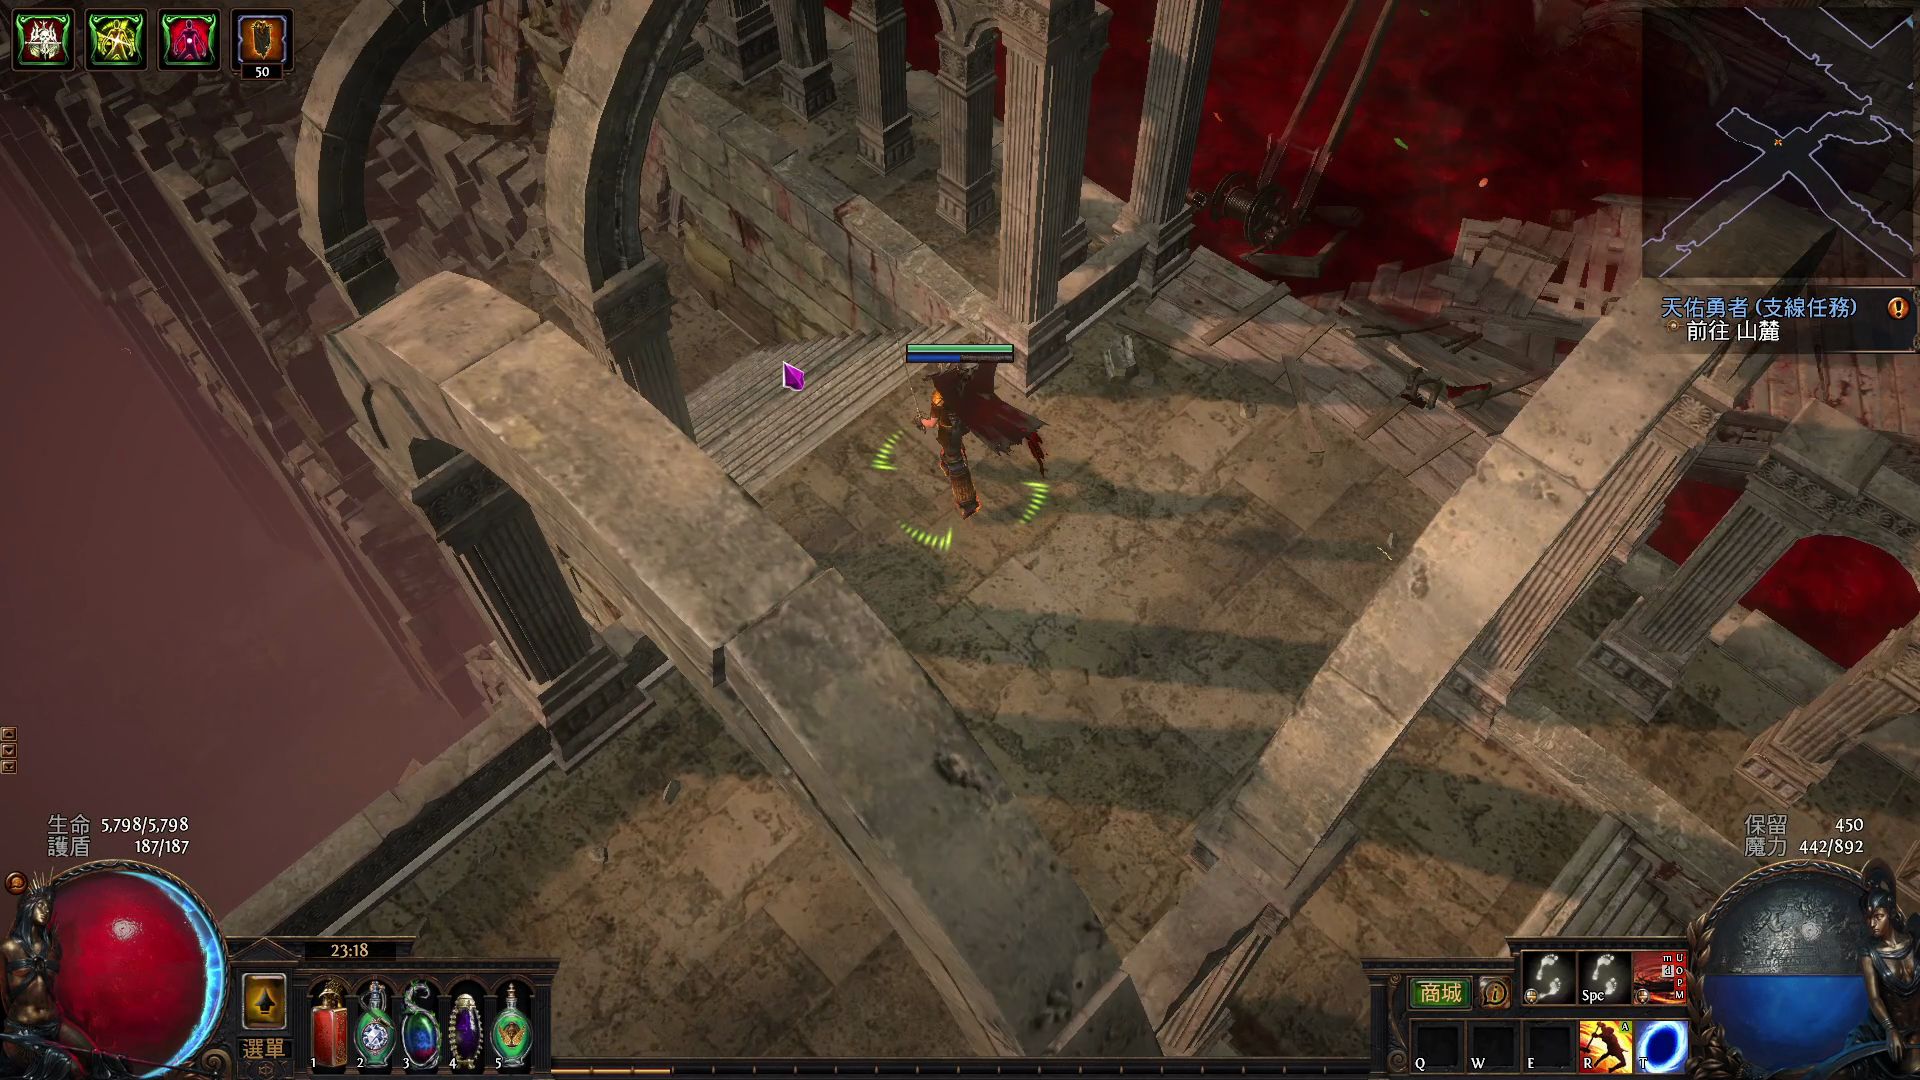 50
天佑勇者 (支線任務)
前往 山麓
生命 5,798/5,798
護盾 187/187
保留 450
魔力 442/892
23:18
選單
1 2 3 4 5
商城
Spc
Q W E R T
A